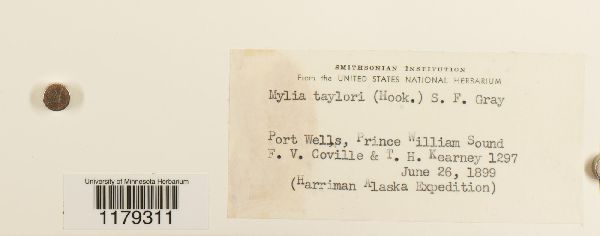 SMITHSONIAN INSTITUTION
From the UNITED STATES NATIONAL HERBARIUM
Mylia taylori (Hook.) S. F. Gray
Port Wells, Prince William Sound
F. V. Coville & T. H. Kearney 1297
June 26, 1899
(Harriman Alaska Expedition)
University of Minnesota Herbarium
1179311